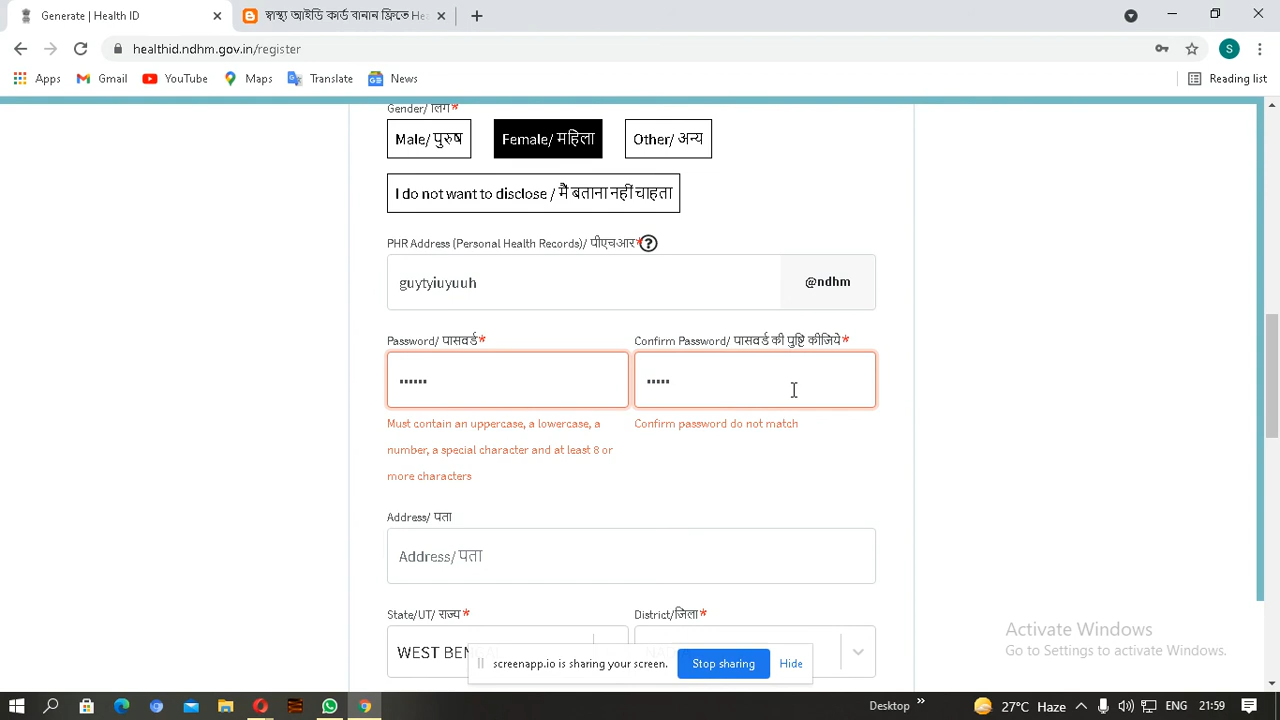 Generate | Health ID
স্বাস্থ্য আইডি কার্ড বানান ফ্রিতে He
healthid.ndhm.gov.in/register
S
Apps Gmail YouTube Maps Translate News Reading list
Gender/ लिंग*
Male/ पुरुष Female/ महिला Other/ अन्य
I do not want to disclose / मैं बताना नहीं चाहता
PHR Address (Personal Health Records)/ पीएचआर*?
guytyiuyuuh @ndhm
Password/ पासवर्ड* Confirm Password/ पासवर्ड की पुष्टि कीजिये*
•••••• •••••
Must contain an uppercase, a lowercase, a Confirm password do not match
number, a special character and at least 8 or
more characters
Address/ पता
Address/ पता
State/UT/ राज्य* District/जिला*
Activate Windows
WEST BEN
Go to Settings to activate Windows.
screenapp.io is sharing your screen. Stop sharing Hide
Desktop » 27°C Haze ENG 21:59